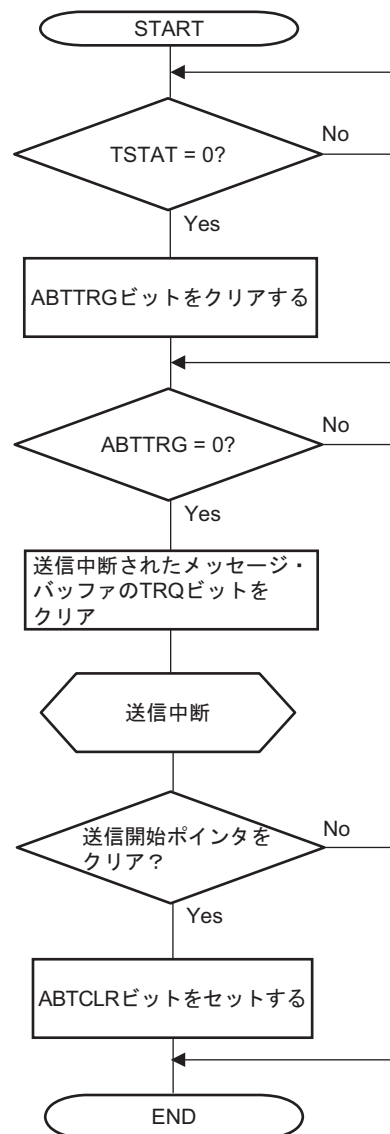 START
TSTAT = 0?
No
Yes
ABTTRGビットをクリアする
ABTTRG = 0?
No
Yes
送信中断されたメッセージ・
バッファのTRQビットを
クリア
送信中断
送信開始ポインタを
クリア？
No
Yes
ABTCLRビットをセットする
END